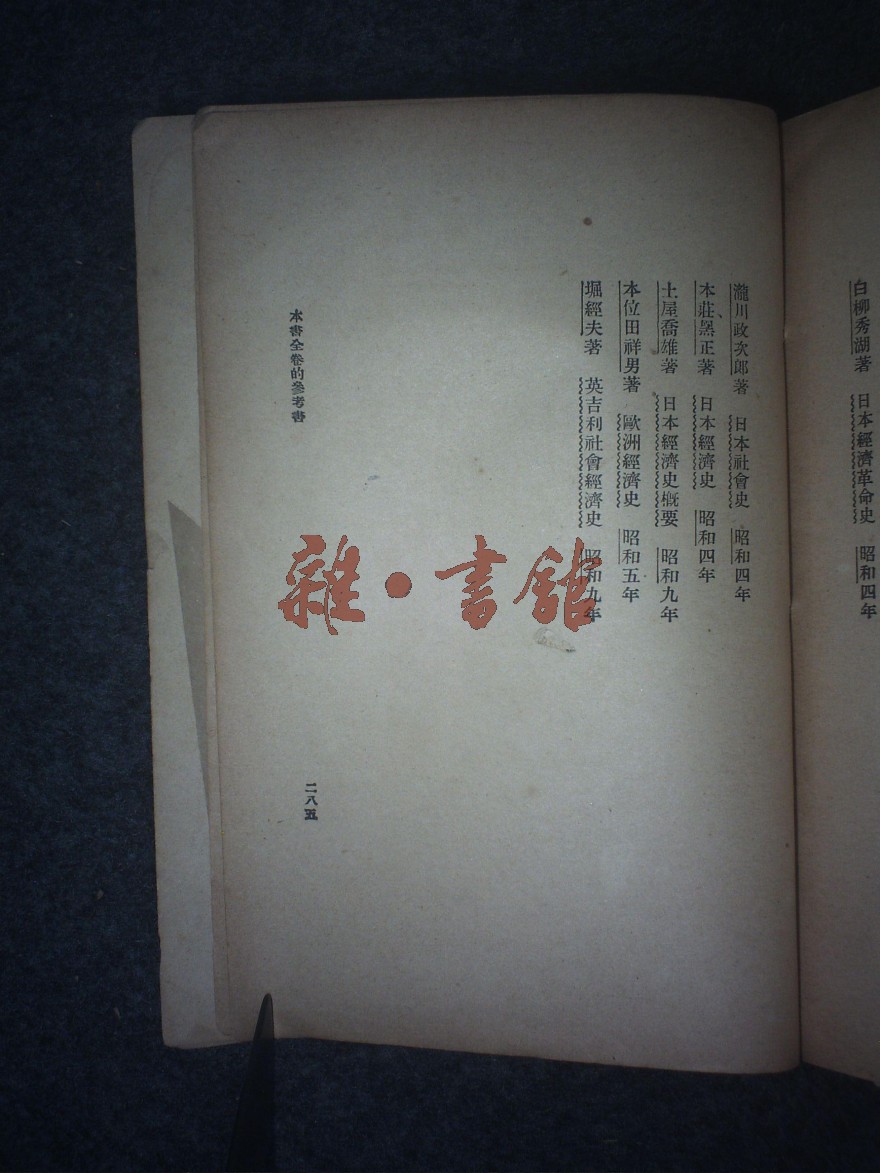 白柳秀湖著　日本經濟革命史　昭和四年
瀧川政次郎著　日本社會史　昭和四年
本莊、榮正著　日本經濟史　昭和四年
土屋喬雄著　日本經濟史概要　昭和九年
本位田祥男著　歐洲經濟史　昭和五年
堀經夫著　英吉利社會經濟史　昭和九年
本書全卷的參考書
二八五
雜·書館